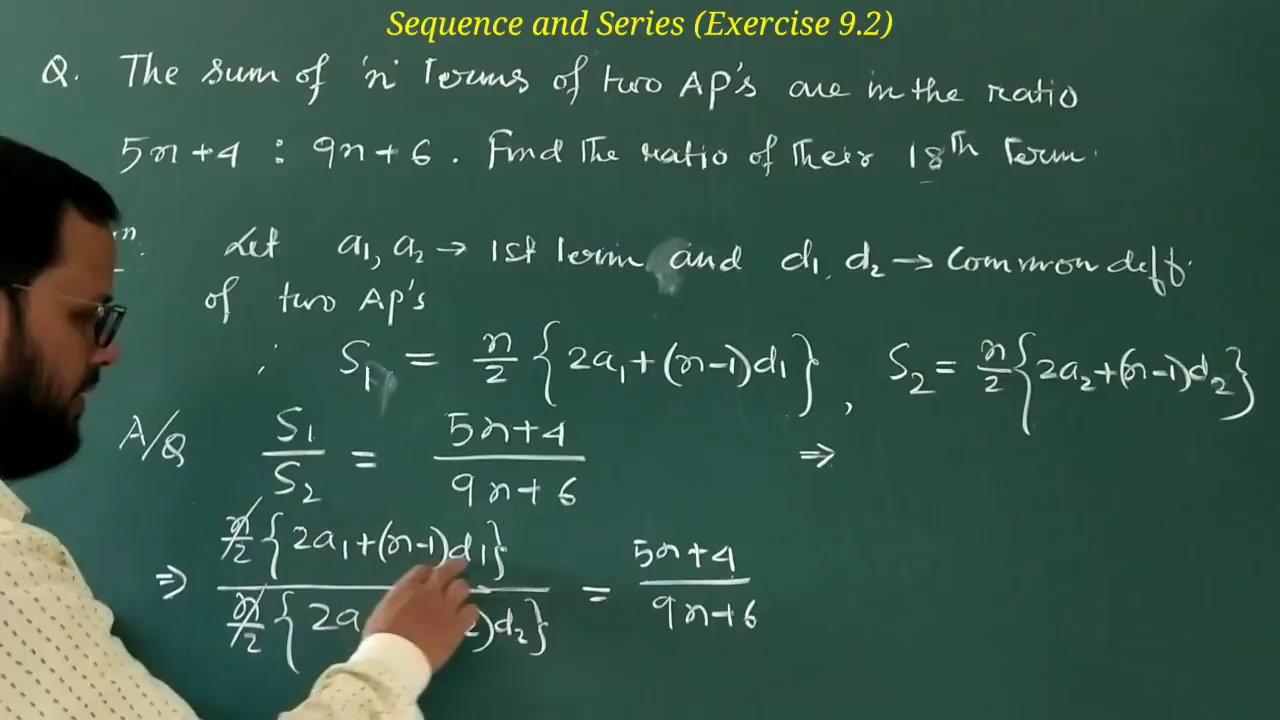 Sequence and Series (Exercise 9.2)
Q. The sum of 'n' terms of two AP's are in the ratio
5n+4 : 9n+6. Find the ratio of their 18th term.
n.
Let a1, a2 → 1st term and d1, d2 → common diff.
of two AP's
∴ S1 = n/2 {2a1+(n-1)d1}, S2 = n/2 {2a2+(n-1)d2}
A/Q S1/S2 = 5n+4/9n+6 ⇒
⇒ n/2 {2a1+(n-1)d1} / n/2 {2a 2)d2} = 5n+4/9n+6